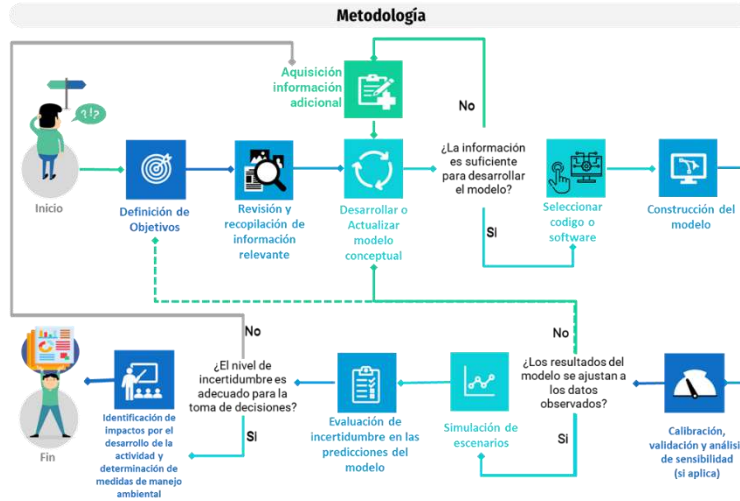 Metodología
Aquisición
información
adicional
No
¿La información
es suficiente
para desarrollar
el modelo?
Si
?!?
Inicio
Definición de
Objetivos
Revisión y
recopilación de
información
relevante
Desarrollar o
Actualizar
modelo
conceptual
Seleccionar
codigo o
software
Construcción del
modelo
No
¿El nivel de
incertidumbre es
adecuado para la
toma de decisiones?
Si
No
¿Los resultados del
modelo se ajustan a
los datos
observados?
Si
Fin
Identificación de
impactos por el
desarrollo de la
actividad y
determinación de
medidas de manejo
ambiental
Evaluación de
incertidumbre en las
predicciones del
modelo
Simulación de
escenarios
Calibración,
validación y análisis
de sensibilidad
(si aplica)